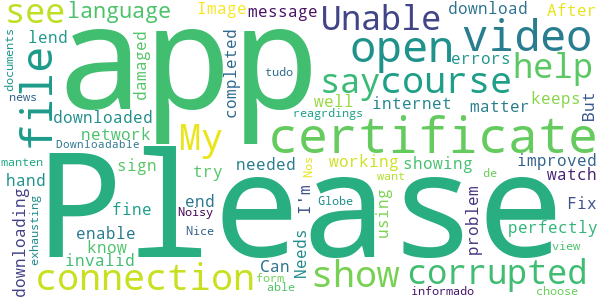 see language Image message download After
documents news file lend damaged app completed tudo Unable open video errors
say course help
downloaded well internet matter keeps But
Downloadable network My reagrdings certificate
manten sign try needed working showing improved
hand Please end I'm Nos Globe using want de problem watch
downloading exhausting enable fine Noisy Fix
know Nice Needs perfectly
invalid Can show corrupted view
connection form able informado choose